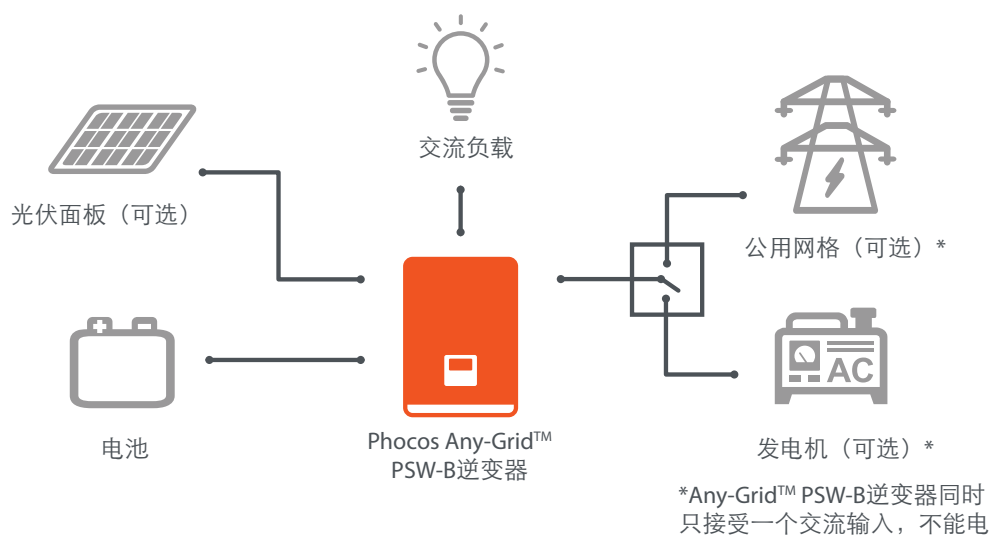 交流负载
光伏面板（可选）
公用网格（可选）*
AC
电池
Phocos Any-Grid™
PSW-B逆变器
发电机（可选）*
*Any-Grid™ PSW-B逆变器同时
只接受一个交流输入，不能电